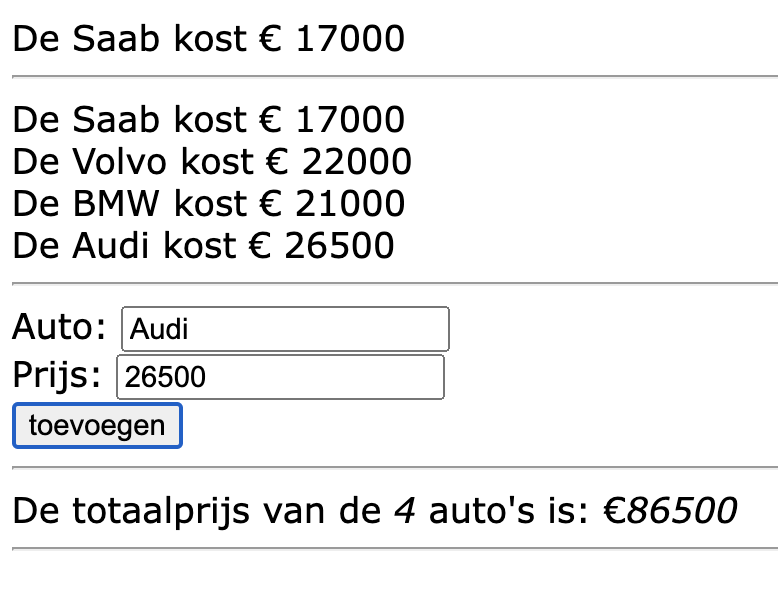 De Saab kost € 17000
De Saab kost € 17000
De Volvo kost € 22000
De BMW kost € 21000
De Audi kost € 26500
Auto: Audi
Prijs: 26500
toevoegen
De totaalprijs van de 4 auto's is: €86500